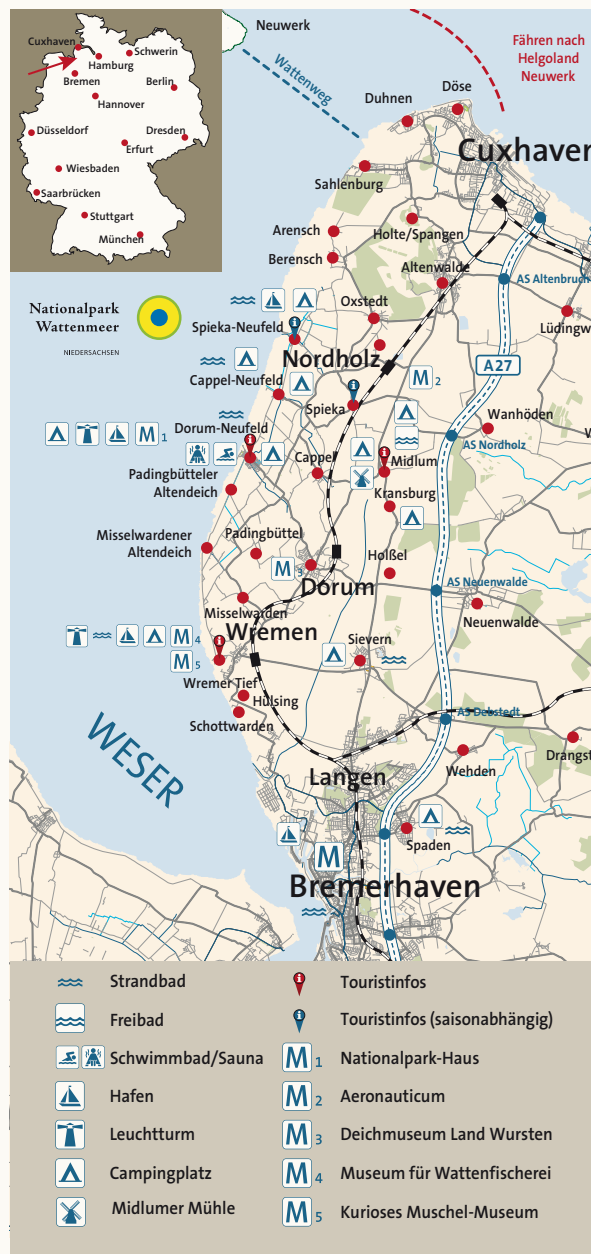 Cuxhaven
Schwerin
Hamburg
Bremen
Berlin
Hannover
Düsseldorf
Dresden
Erfurt
Wiesbaden
Saarbrücken
Stuttgart
München
Neuwerk
Wattenweg
Fähren nach
Helgoland
Neuwerk
Duhnen
Döse
Cuxhaven
Sahlenburg
Arensch
Holte/Spangen
Berensch
Altenwalde
AS Altenbruch
Nationalpark
Wattenmeer
NIEDERSACHSEN
Oxstedt
Spieka-Neufeld
Lüdingw
Nordholz
A27
Cappel-Neufeld
M 2
Spieka
Wanhöden
Dorum-Neufeld
M 1
AS Nordholz
W
Cappel
Midlum
Padingbütteler
Altendeich
Kransburg
Misselwardener
Altendeich
Padingbüttel
Holßel
M 3
Dorum
AS Neuenwalde
Misselwarden
Neuenwalde
Wremen
M 4
M 5
Sievern
Wremer Tief
Hülsing
Schottwarden
AS Debstedt
WESER
Wehden
Drangst
Langen
Spaden
M
Bremerhaven
Strandbad
Freibad
Schwimmbad/Sauna
Hafen
Leuchtturm
Campingplatz
Midlumer Mühle
i Touristinfos
i Touristinfos (saisonabhängig)
M 1 Nationalpark-Haus
M 2 Aeronauticum
M 3 Deichmuseum Land Wursten
M 4 Museum für Wattenfischerei
M 5 Kurioses Muschel-Museum